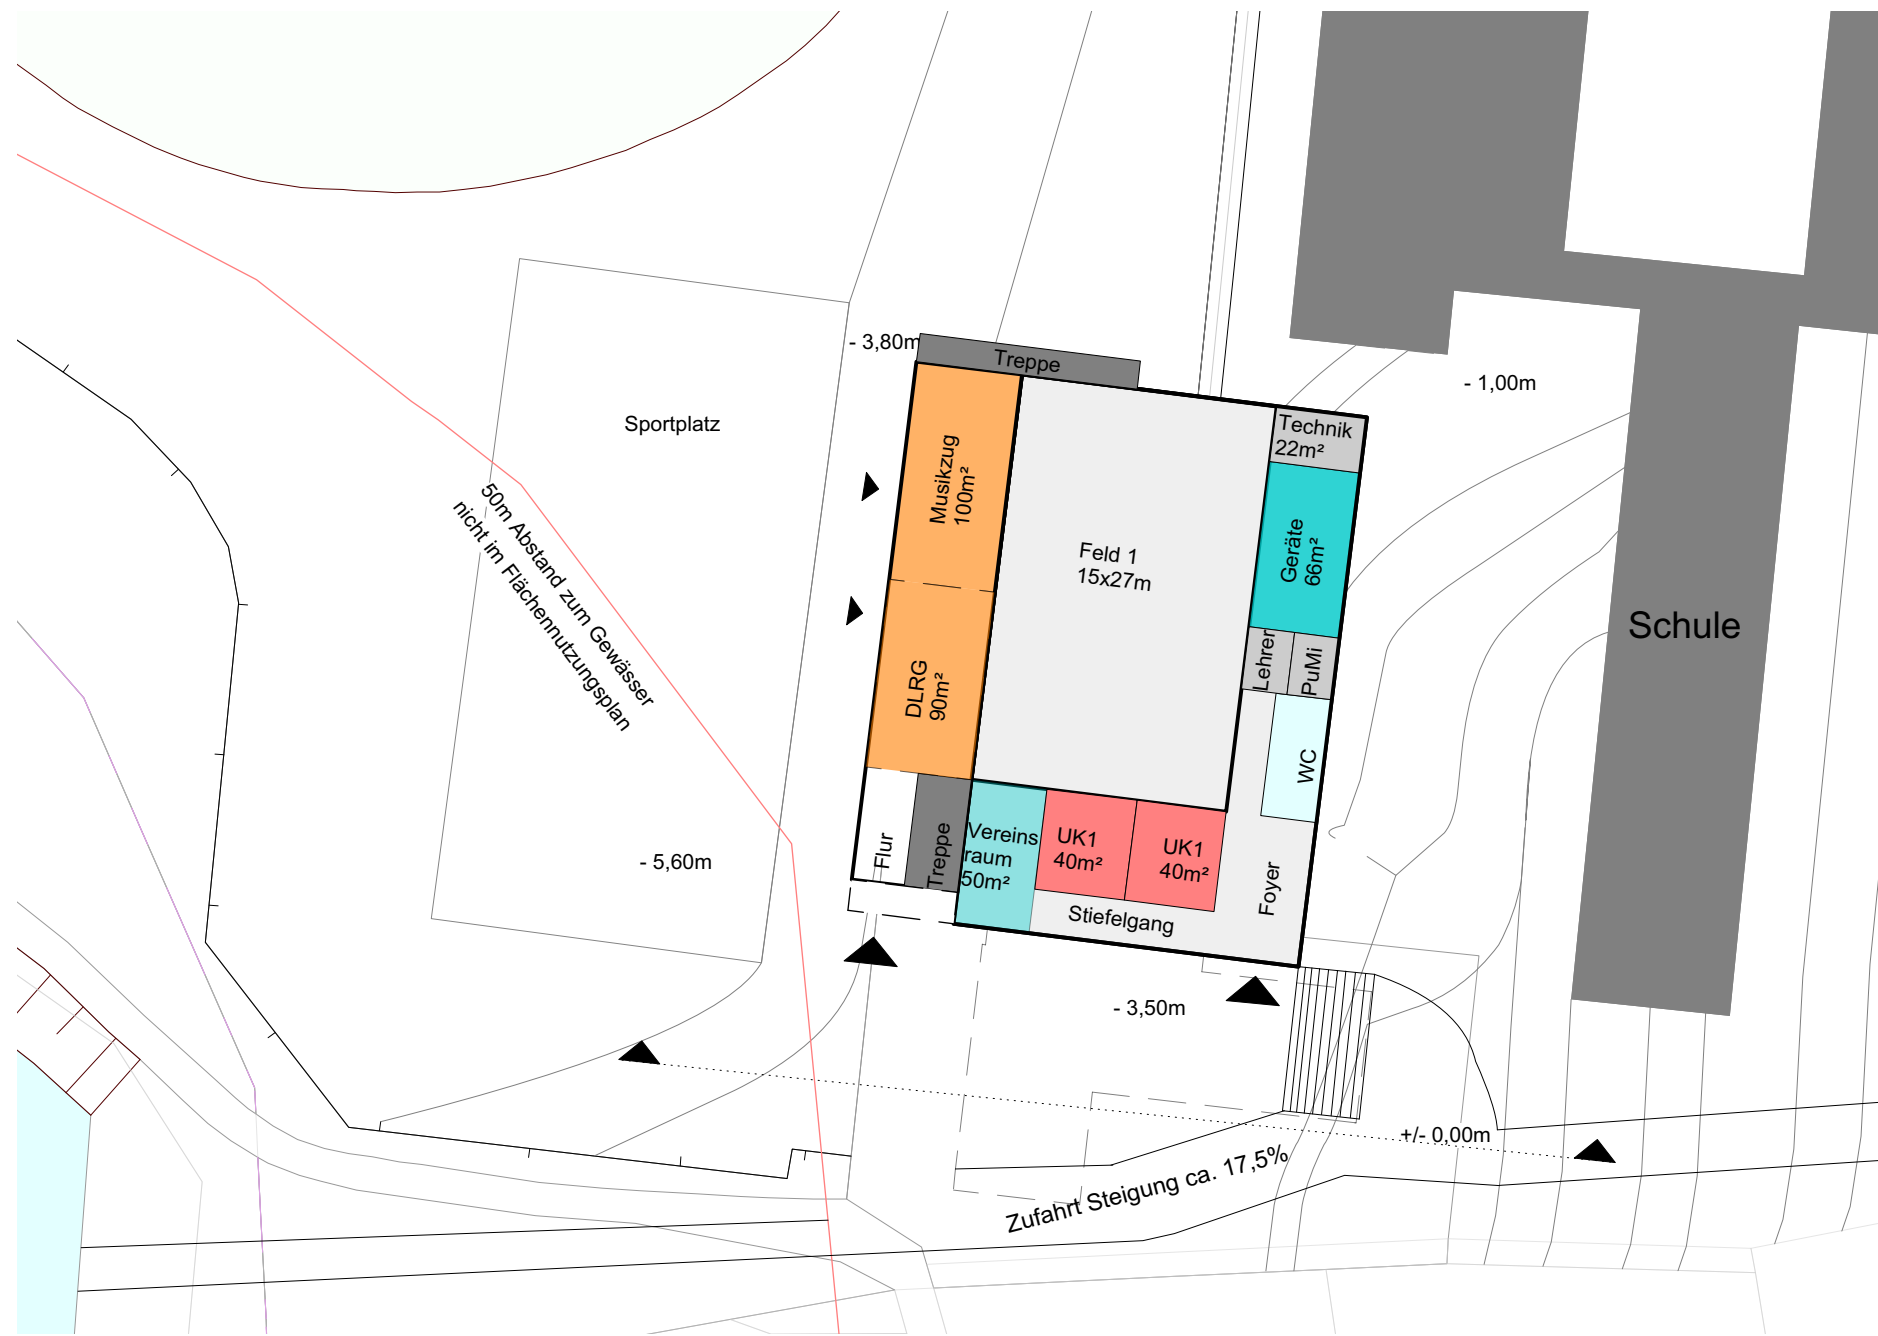 Treppe
- 3,80m
- 1,00m
Sportplatz
Technik
22m²
Musikzug
100m²
Geräte
66m²
Feld 1
15x27m
50m Abstand zum Gewässer
nicht im Flächennutzungsplan
Schule
Lehrer
PuMi
DLRG
90m²
WC
Flur
Treppe
Vereins
raum
50m²
UK1
40m²
UK1
40m²
- 5,60m
Foyer
Stiefelgang
- 3,50m
+/- 0,00m
Zufahrt Steigung ca. 17,5%